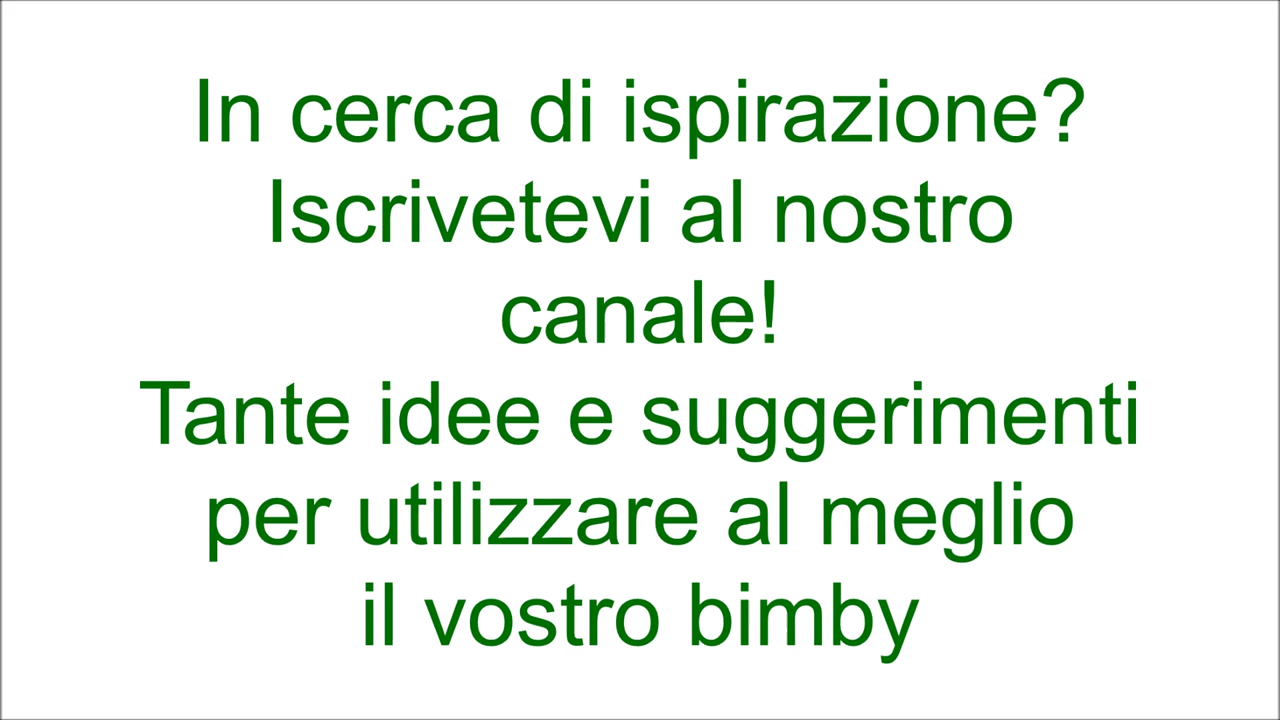 In cerca di ispirazione?
Iscrivetevi al nostro
canale!
Tante idee e suggerimenti
per utilizzare al meglio
il vostro bimby